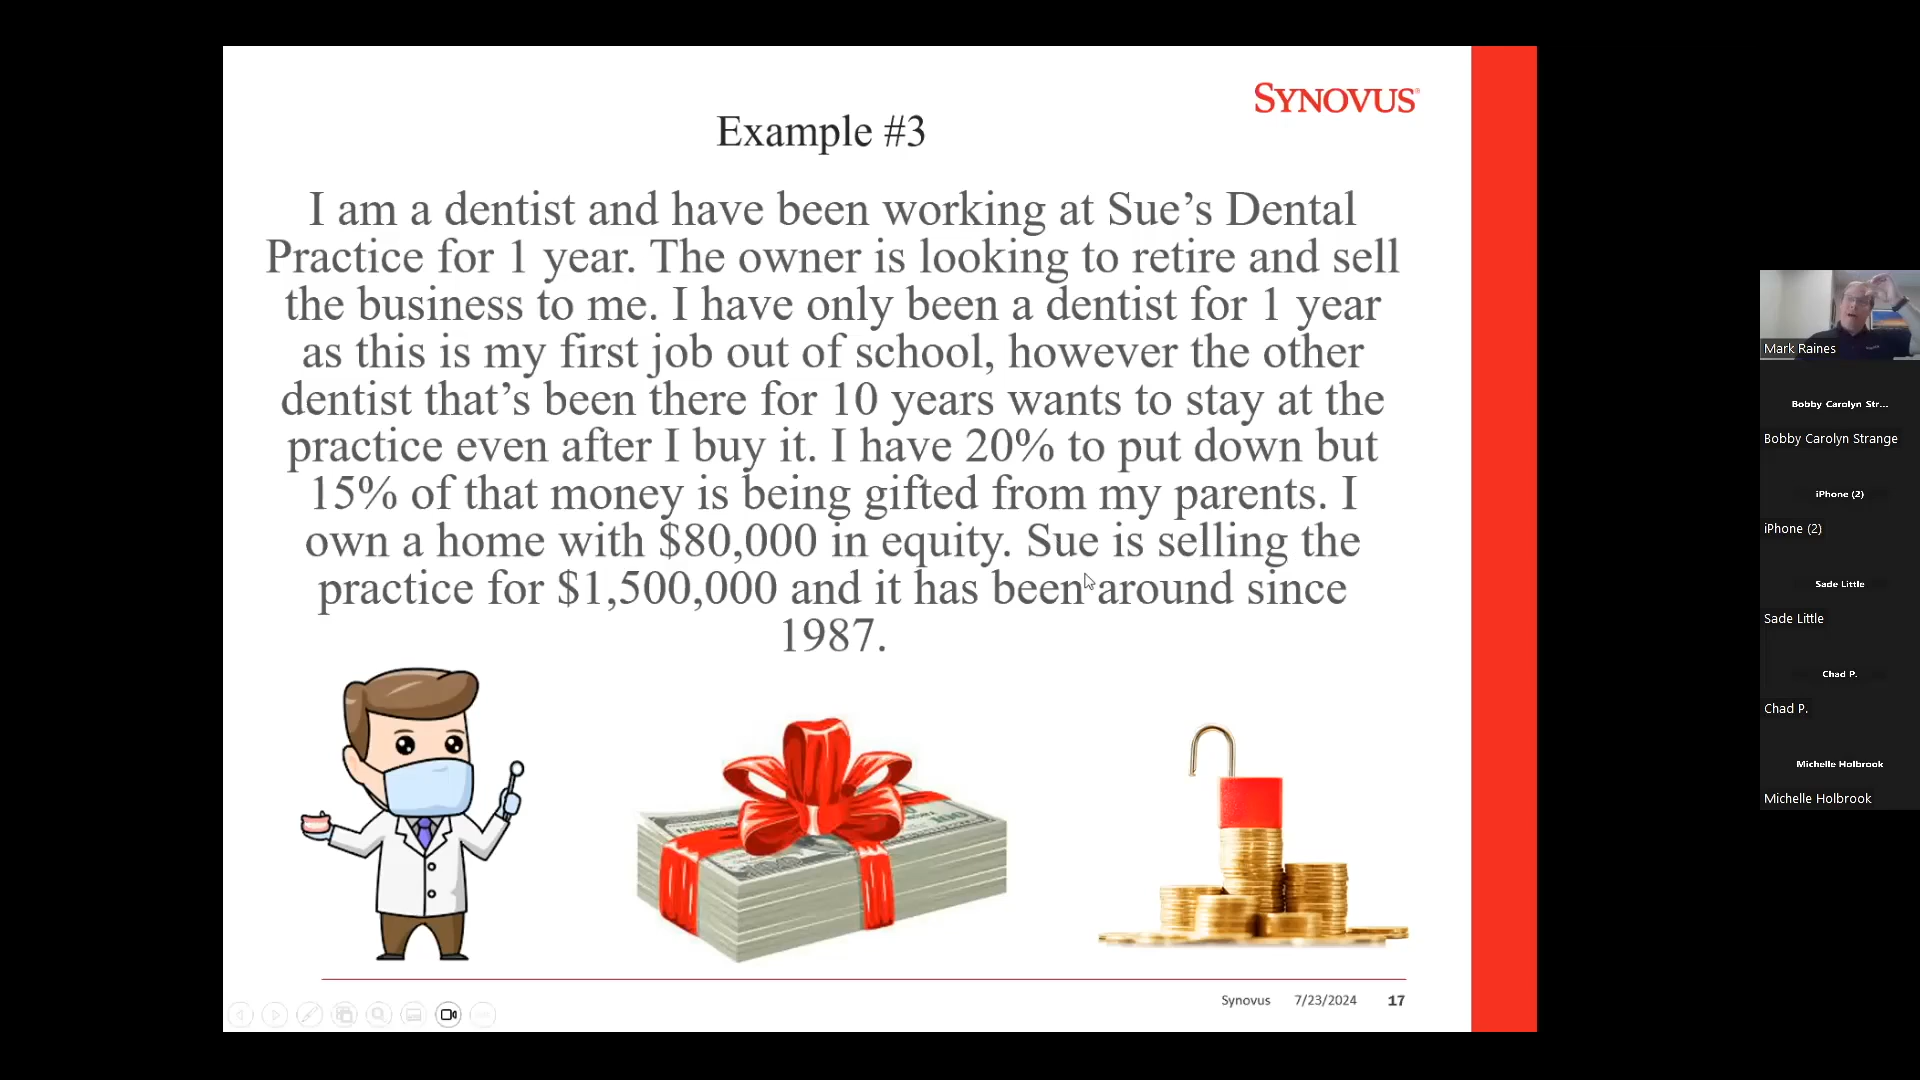 SYNOVUS
Example #3
I am a dentist and have been working at Sue’s Dental
Practice for 1 year. The owner is looking to retire and sell
the business to me. I have only been a dentist for 1 year
as this is my first job out of school, however the other
dentist that’s been there for 10 years wants to stay at the
practice even after I buy it. I have 20% to put down but
15% of that money is being gifted from my parents. I
own a home with $80,000 in equity. Sue is selling the
practice for $1,500,000 and it has been around since
1987.
Synovus 7/23/2024 17
Mark Raines
Bobby Carolyn Str...
Bobby Carolyn Strange
iPhone (2)
iPhone (2)
Sade Little
Sade Little
Chad P.
Chad P.
Michelle Holbrook
Michelle Holbrook